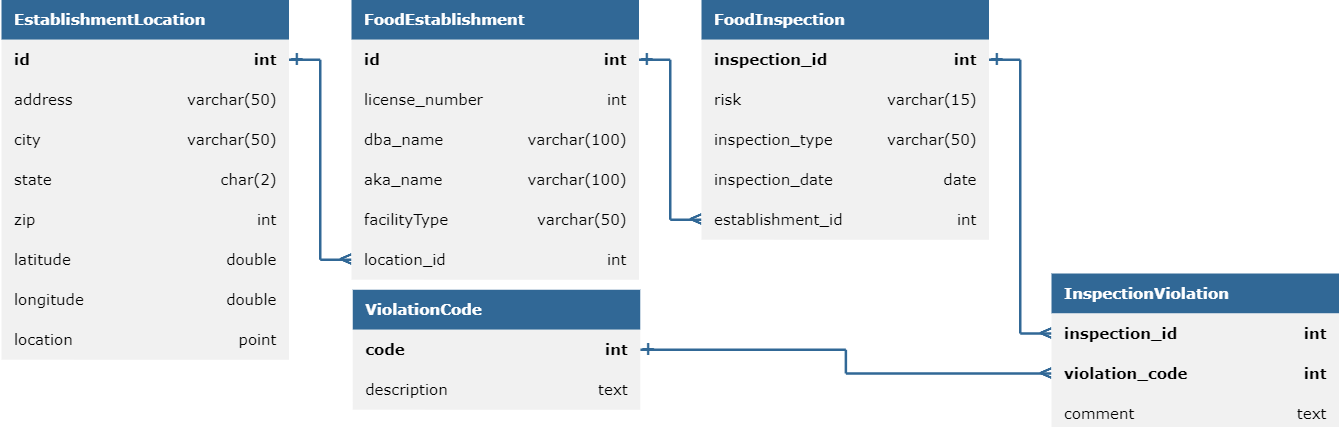 EstablishmentLocation
id int
address varchar(50)
city varchar(50)
state char(2)
zip int
latitude double
longitude double
location point
FoodEstablishment
id int
license_number int
dba_name varchar(100)
aka_name varchar(100)
facilityType varchar(50)
location_id int
FoodInspection
inspection_id int
risk varchar(15)
inspection_type varchar(50)
inspection_date date
establishment_id int
ViolationCode
code int
description text
InspectionViolation
inspection_id int
violation_code int
comment text